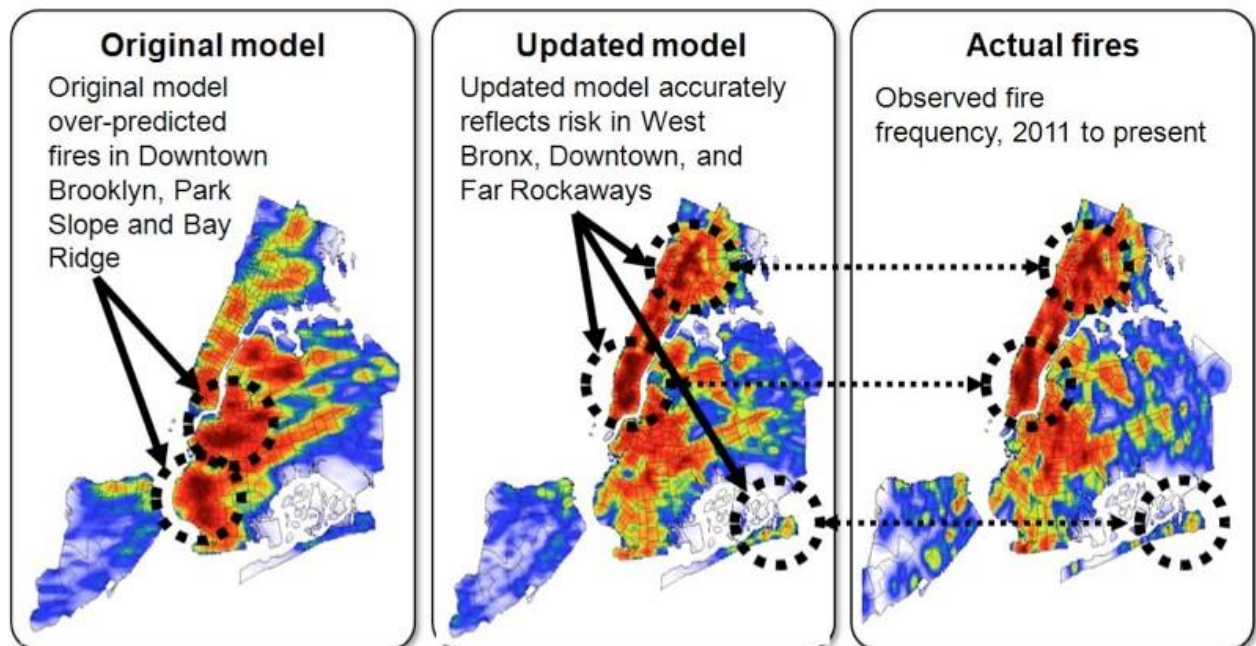 Original model
Original model
over-predicted
fires in Downtown
Brooklyn, Park
Slope and Bay
Ridge
Updated model
Updated model accurately
reflects risk in West
Bronx, Downtown, and
Far Rockaways
Actual fires
Observed fire
frequency, 2011 to present